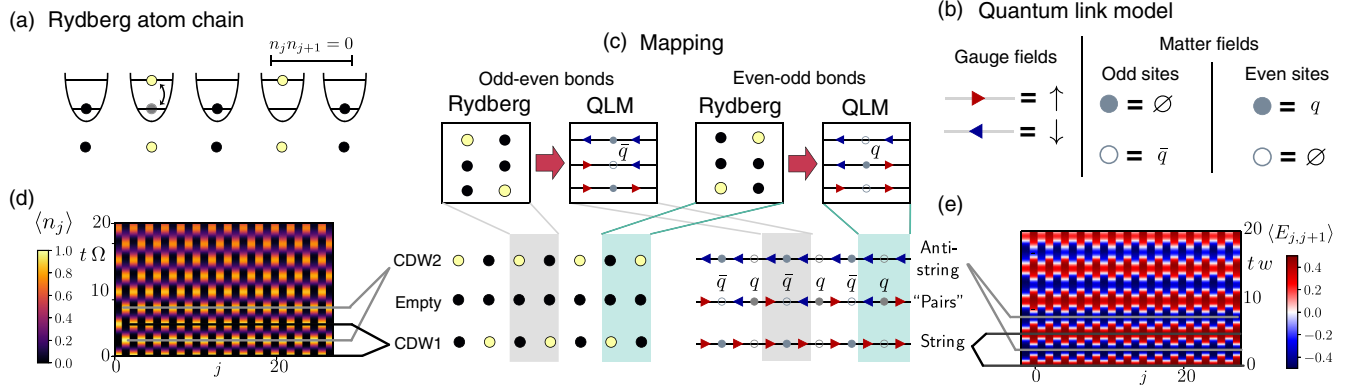 (a) Rydberg atom chain
n_j n_{j+1} = 0
(b) Quantum link model
Gauge fields
= ↑
= ↓
Matter fields
Odd sites
= ∅
= q̄
Even sites
= q
= ∅
(c) Mapping
Odd-even bonds
Rydberg
QLM
q̄
Even-odd bonds
Rydberg
QLM
q
CDW2
Empty
CDW1
Anti-
string
q̄ q q̄ q q̄ q
"Pairs"
String
(d)
⟨n_j⟩
1.0
0.8
0.6
0.4
0.2
0.0
20
t Ω
10
0
0
j
20
(e)
20
⟨E_{j,j+1}⟩
t w
10
0
0
j
20
0.4
0.2
0.0
−0.2
−0.4